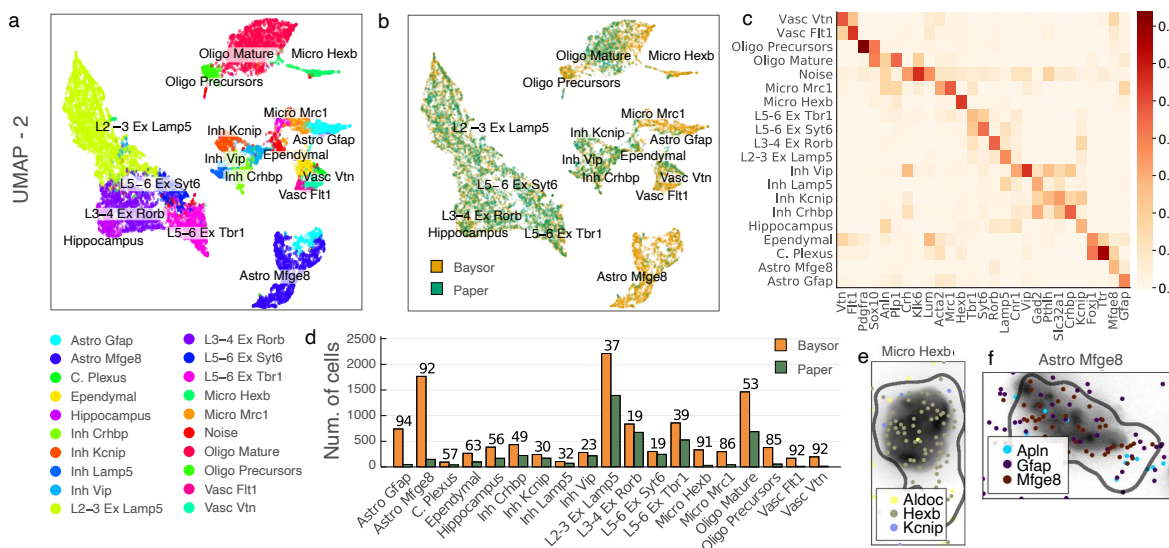 a
UMAP - 2
Oligo Mature
Micro Hexb
Oligo Precursors
L2-3 Ex Lamp5
Inh Kcnip
Micro Mrc1
Astro Gfap
Inh Vip
Ependymal
Inh Crhbp
Vasc Vtn
Vasc Flt1
L5-6 Ex Syt6
L3-4 Ex Rorb
Hippocampus
L5-6 Ex Tbr1
Astro Mfge8
b
Oligo Mature
Micro Hexb
Oligo Precursors
L2-3 Ex Lamp5
Inh Kcnip
Micro Mrc1
Astro Gfap
Inh Vip
Ependymal
Inh Crhbp
Vasc Vtn
Vasc Flt1
L5-6 Ex Syt6
L3-4 Ex Rorb
Hippocampus
L5-6 Ex Tbr1
Astro Mfge8
Baysor
Paper
c
Vasc Vtn
Vasc Flt1
Oligo Precursors
Oligo Mature
Noise
Micro Mrc1
Micro Hexb
L5-6 Ex Tbr1
L5-6 Ex Syt6
L3-4 Ex Rorb
L2-3 Ex Lamp5
Inh Vip
Inh Lamp5
Inh Kcnip
Inh Crhbp
Hippocampus
Ependymal
C. Plexus
Astro Mfge8
Astro Gfap
Vtn
Flt1
Pdgfra
Sox10
Anln
Plp1
Crh
Klk6
Lum
Acta2
Mrc1
Hexb
Tbr1
Syt6
Rorb
Lamp5
Cnr1
Vip
Gad2
Pthlh
Slc32a1
Crhbp
Kcnip
Foxj1
Ttr
Mfge8
Gfap
0.
0.
0.
0.
0.
0.
Astro Gfap
Astro Mfge8
C. Plexus
Ependymal
Hippocampus
Inh Crhbp
Inh Kcnip
Inh Lamp5
Inh Vip
L2-3 Ex Lamp5
L3-4 Ex Rorb
L5-6 Ex Syt6
L5-6 Ex Tbr1
Micro Hexb
Micro Mrc1
Noise
Oligo Mature
Oligo Precursors
Vasc Flt1
Vasc Vtn
d
Num. of cells
2500
2000
1500
1000
500
0
94
92
57
63
56
49
30
32
23
37
19
19
39
91
86
53
85
92
92
Baysor
Paper
Astro Gfap
Astro Mfge8
C. Plexus
Ependymal
Hippocampus
Inh Crhbp
Inh Kcnip
Inh Lamp5
Inh Vip
L2-3 Ex Lamp5
L3-4 Ex Rorb
L5-6 Ex Syt6
L5-6 Ex Tbr1
Micro Hexb
Micro Mrc1
Oligo Mature
Oligo Precursors
Vasc Flt1
Vasc Vtn
e
Micro Hexb
Aldoc
Hexb
Kcnip
f
Astro Mfge8
Apln
Gfap
Mfge8